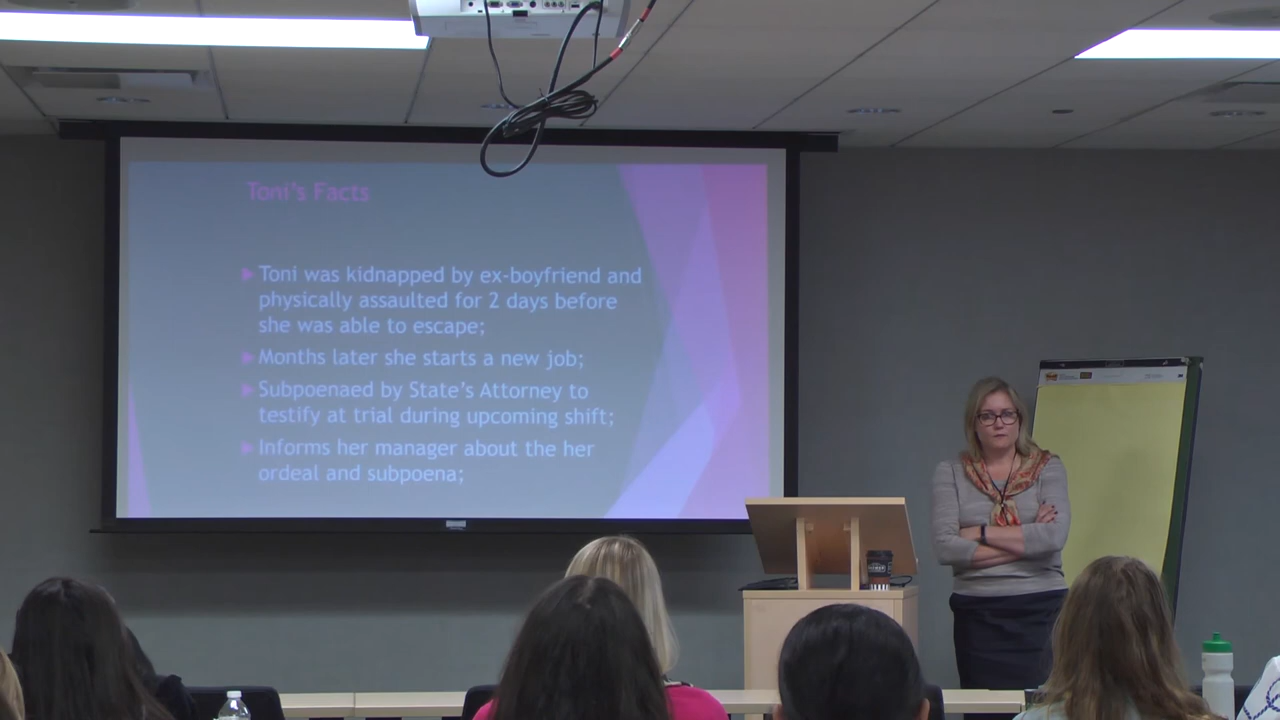 Toni's Facts
Toni was kidnapped by ex-boyfriend and
physically assaulted for 2 days before
she was able to escape;
Months later she starts a new job;
Subpoenaed by State's Attorney to
testify at trial during upcoming shift;
Informs her manager about the her
ordeal and subpoena;